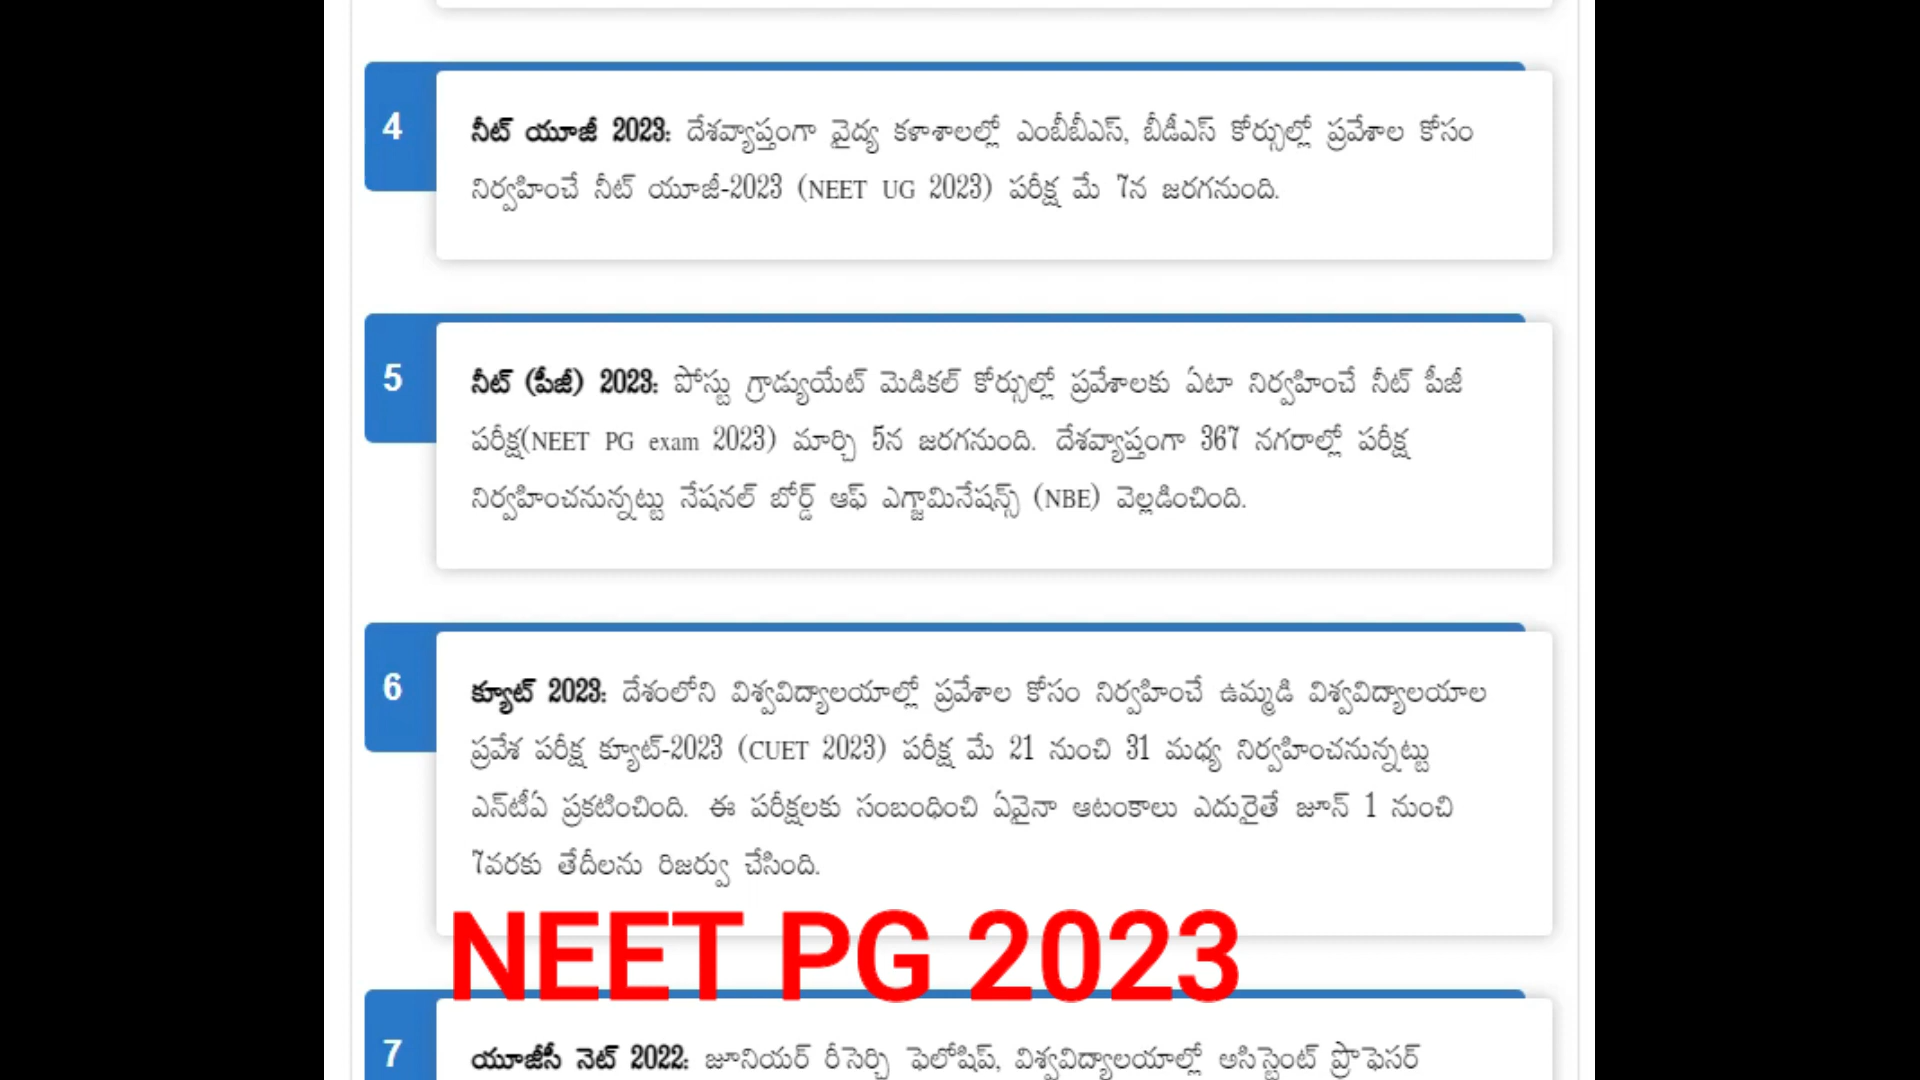 4
నీట్ యూజీ 2023: దేశవ్యాప్తంగా వైద్య కళాశాలల్లో ఎంబీబీఎస్, బీడీఎస్ కోర్సుల్లో ప్రవేశాల కోసం
నిర్వహించే నీట్ యూజీ-2023 (NEET UG 2023) పరీక్ష మే 7న జరగనుంది.
5
నీట్ (పీజీ) 2023: పోస్టు గ్రాడ్యుయేట్ మెడికల్ కోర్సుల్లో ప్రవేశాలకు ఏటా నిర్వహించే నీట్ పీజీ
పరీక్ష(NEET PG exam 2023) మార్చి 5న జరగనుంది. దేశవ్యాప్తంగా 367 నగరాల్లో పరీక్ష
నిర్వహించనున్నట్టు నేషనల్ బోర్డ్ ఆఫ్ ఎగ్జామినేషన్స్ (NBE) వెల్లడించింది.
6
క్యూట్ 2023: దేశంలోని విశ్వవిద్యాలయాల్లో ప్రవేశాల కోసం నిర్వహించే ఉమ్మడి విశ్వవిద్యాలయాల
ప్రవేశ పరీక్ష క్యూట్-2023 (CUET 2023) పరీక్ష మే 21 నుంచి 31 మధ్య నిర్వహించనున్నట్టు
ఎన్‌టీఏ ప్రకటించింది. ఈ పరీక్షలకు సంబంధించి ఏవైనా ఆటంకాలు ఎదురైతే జూన్ 1 నుంచి
7వరకు తేదీలను రిజర్వు చేసింది.
NEET PG 2023
7
యూజీసీ నెట్ 2022: జూనియర్ రీసెర్చి ఫెలోషిప్, విశ్వవిద్యాలయాల్లో అసిస్టెంట్ ప్రొఫెసర్